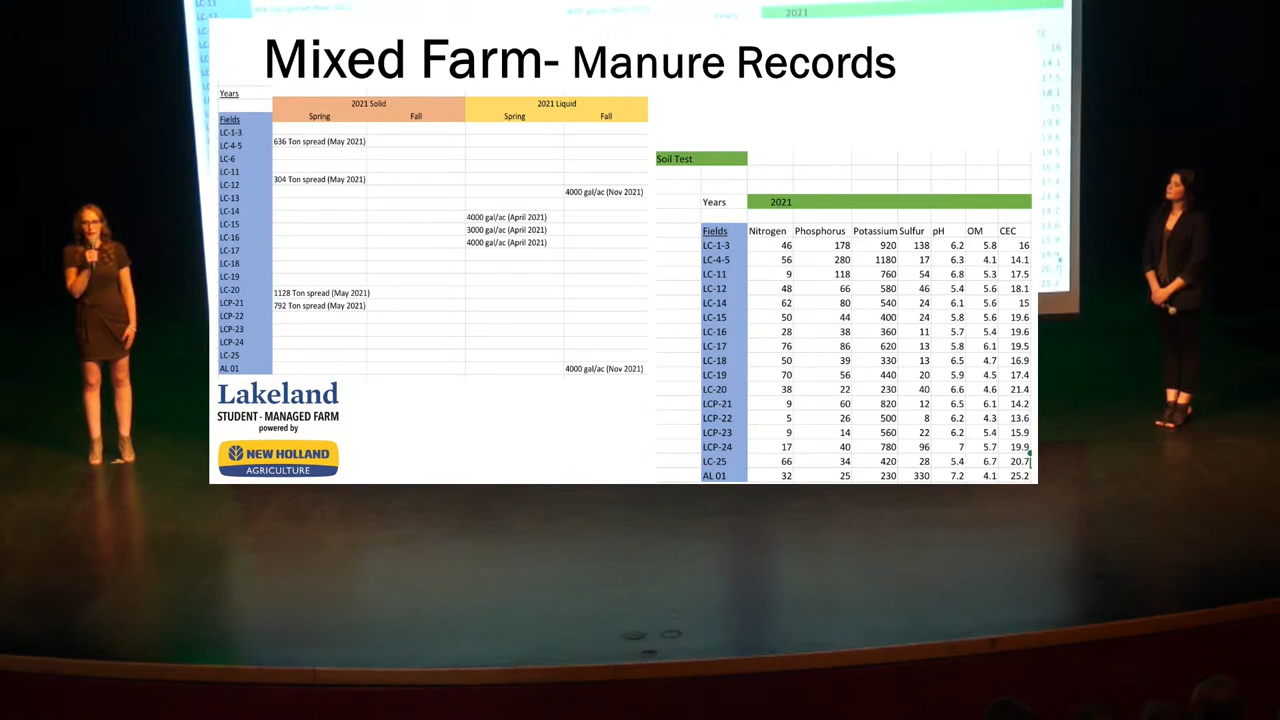 2021
Years
Mixed Farm- Manure Records
Years
2021 Solid 2021 Liquid
Spring Fall Spring Fall
Fields
LC-1-3
LC-4-5 636 Ton spread (May 2021)
LC-6
LC-11 304 Ton spread (May 2021)
LC-12 4000 gal/ac (Nov 2021)
LC-13
LC-14 4000 gal/ac (April 2021)
LC-15 3000 gal/ac (April 2021)
LC-16 4000 gal/ac (April 2021)
LC-17
LC-18
LC-19
LC-20 1128 Ton spread (May 2021)
LCP-21 792 Ton spread (May 2021)
LCP-22
LCP-23
LCP-24
LC-25
AL 01 4000 gal/ac (Nov 2021)
Lakeland
STUDENT - MANAGED FARM
powered by
NEW HOLLAND
AGRICULTURE
Soil Test
Years 2021
Fields Nitrogen Phosphorus Potassium Sulfur pH OM CEC
LC-1-3 46 178 920 138 6.2 5.8 16
LC-4-5 56 280 1180 17 6.3 4.1 14.1
LC-11 9 118 760 54 6.8 5.3 17.5
LC-12 48 66 580 46 5.4 5.6 18.1
LC-14 62 80 540 24 6.1 5.6 15
LC-15 50 44 400 24 5.8 5.6 19.6
LC-16 28 38 360 11 5.7 5.4 19.6
LC-17 76 86 620 13 5.8 6.1 19.5
LC-18 50 39 330 13 6.5 4.7 16.9
LC-19 70 56 440 20 5.9 4.5 17.4
LC-20 38 22 230 40 6.6 4.6 21.4
LCP-21 9 60 820 12 6.5 6.1 14.2
LCP-22 5 26 500 8 6.2 4.3 13.6
LCP-23 9 14 560 22 6.2 5.4 15.9
LCP-24 17 40 780 96 7 5.7 19.9
LC-25 66 34 420 28 5.4 6.7 20.7
AL 01 32 25 230 330 7.2 4.1 25.2